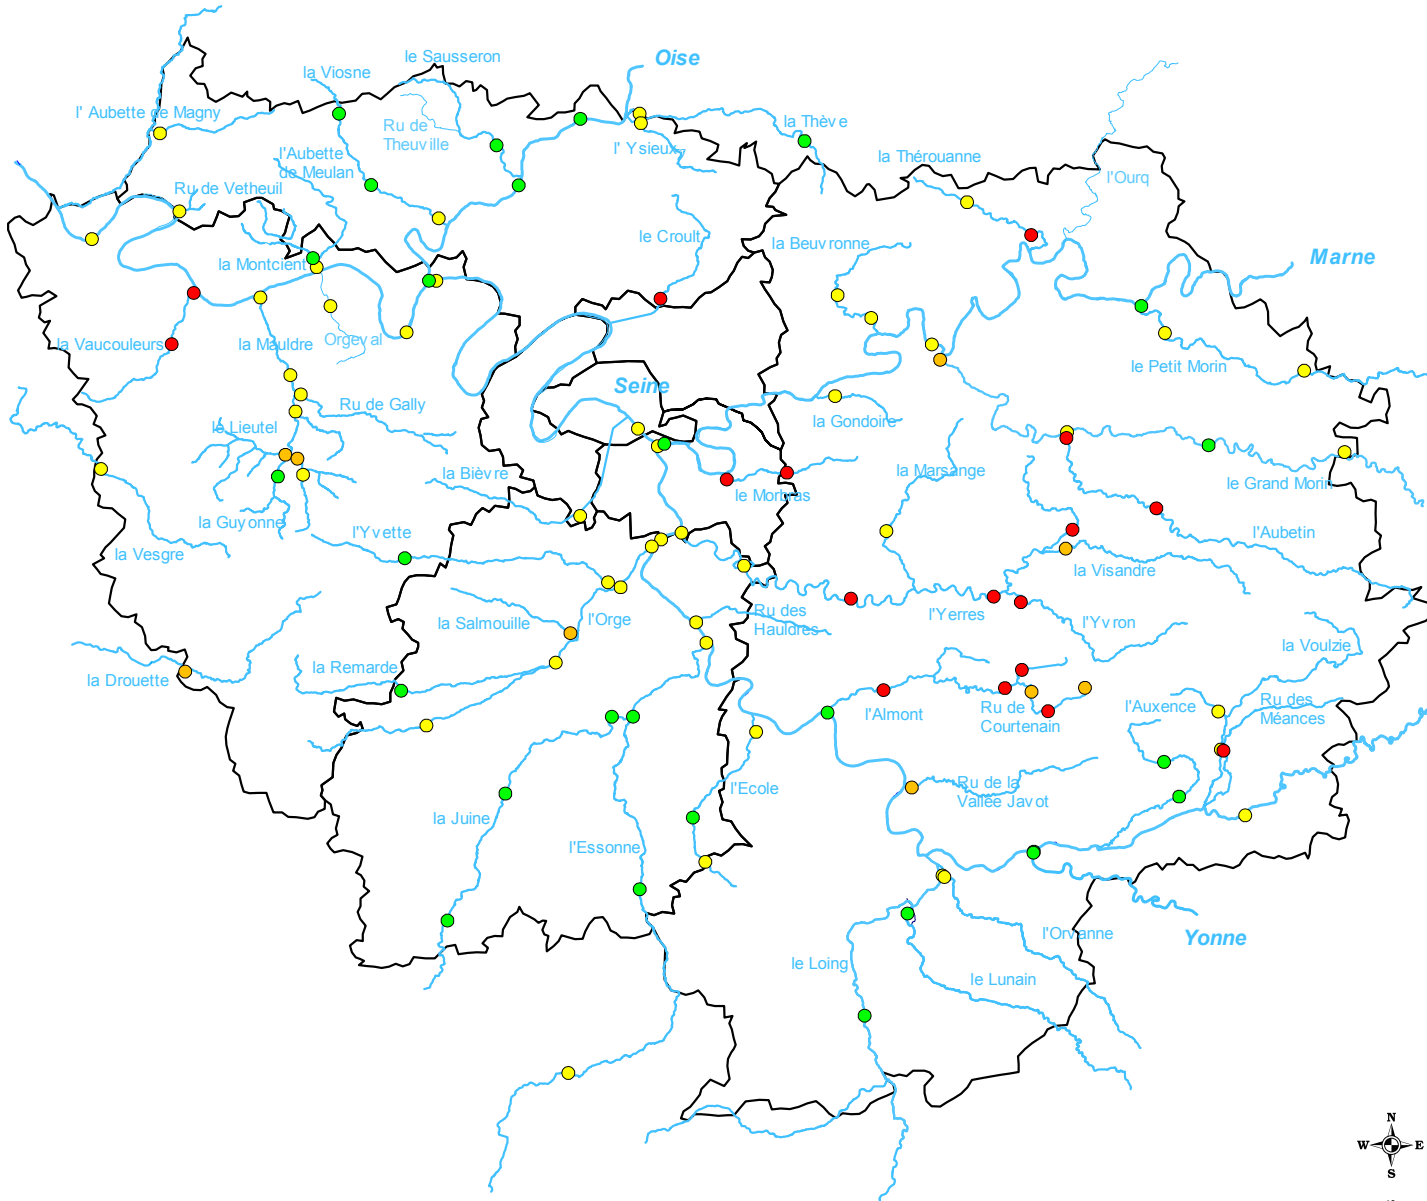 le Sausseron
Oise
la Viosne
l' Aubette de Magny
Ru de
Theuville
la Thève
l' Ysieux
l'Aubette
de Meulan
la Thérouanne
l'Ourq
Ru de Vetheuil
le Croult
la Beuvronne
Marne
la Montcient
la Vaucouleurs
la Mauldre
Orgeval
le Petit Morin
Seine
Ru de Gally
la Gondoire
le Lieutel
la Bièvre
la Marsange
le Morbras
le Grand Morin
la Guyonne
l'Yvette
l'Aubetin
la Vesgre
la Visandre
la Salmouille
l'Orge
Ru des
Hauldres
l'Yerres
l'Yvron
la Voulzie
la Remarde
la Drouette
l'Almont
Ru de
Courtenain
l'Auxence
Ru des
Méances
l'Ecole
Ru de la
Vallée Javot
la Juine
l'Essonne
l'Orvanne
Yonne
le Loing
le Lunain
N
W E
S